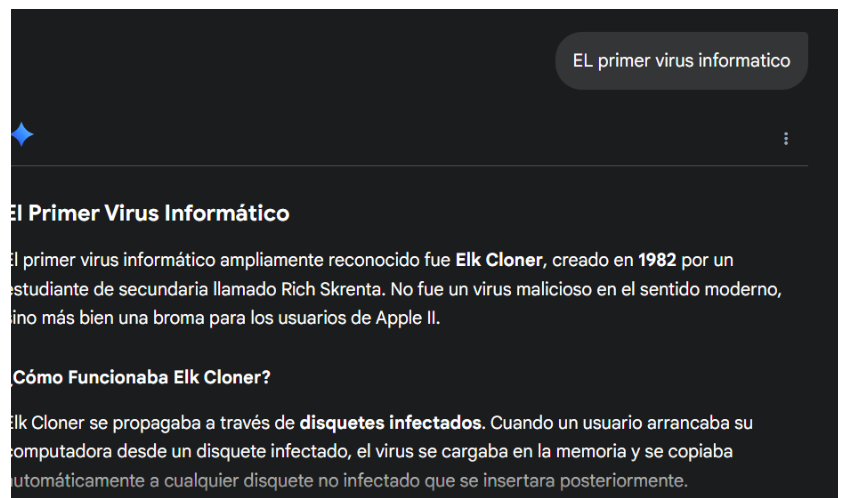 EL primer virus informatico
El Primer Virus Informático
El primer virus informático ampliamente reconocido fue Elk Cloner, creado en 1982 por un
estudiante de secundaria llamado Rich Skrenta. No fue un virus malicioso en el sentido moderno,
sino más bien una broma para los usuarios de Apple II.
¿Cómo Funcionaba Elk Cloner?
Elk Cloner se propagaba a través de disquetes infectados. Cuando un usuario arrancaba su
computadora desde un disquete infectado, el virus se cargaba en la memoria y se copiaba
automáticamente a cualquier disquete no infectado que se insertara posteriormente.